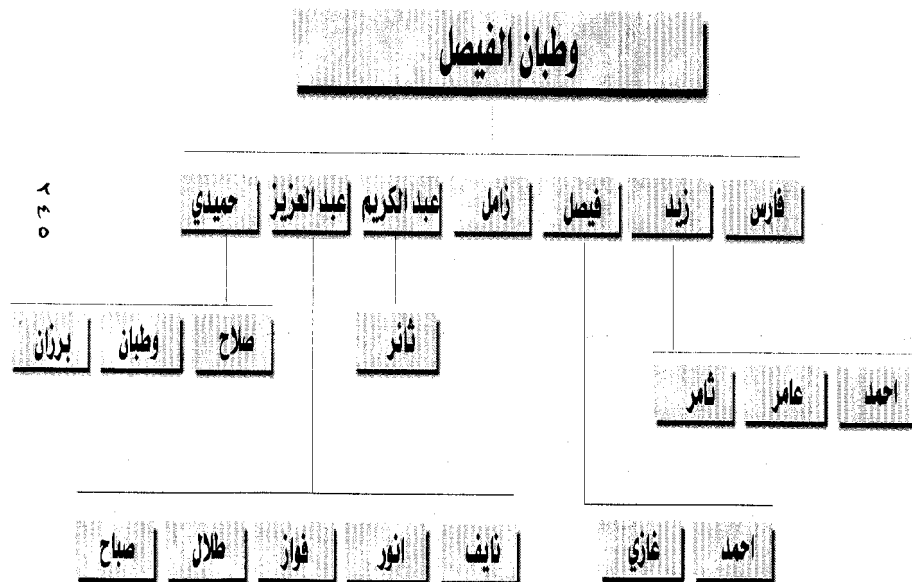 وطبان الفيصل
فارس زيد فيصل زامل عبد الكريم عبد العزيز حميدي
٢٤٥
ثائر صلاح وطبان برزان
احمد عامر ثامر
احمد غازي نايف انور فواز طلال صباح